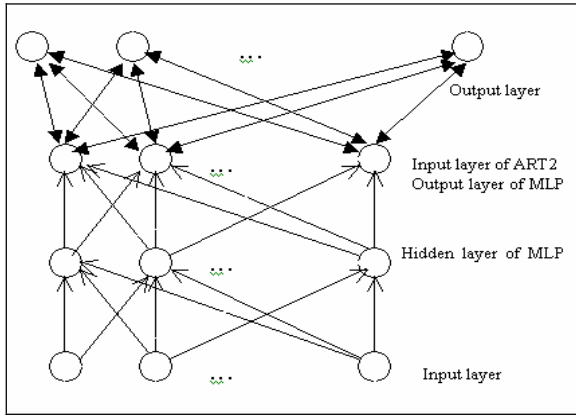 ...
Output layer
...
Input layer of ART2
Output layer of MLP
Hidden layer of MLP
...
Input layer
...